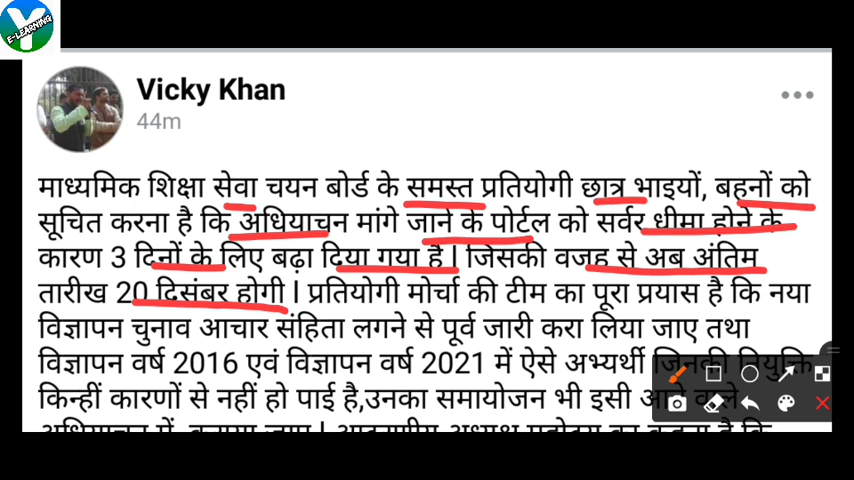 Y
E-LEARNING
Vicky Khan
44m
माध्यमिक शिक्षा सेवा चयन बोर्ड के समस्त प्रतियोगी छात्र भाइयों, बहनों को
सूचित करना है कि अधियाचन मांगे जाने के पोर्टल को सर्वर धीमा होने के
कारण 3 दिनों के लिए बढ़ा दिया गया है | जिसकी वजह से अब अंतिम
तारीख 20 दिसंबर होगी | प्रतियोगी मोर्चा की टीम का पूरा प्रयास है कि नया
विज्ञापन चुनाव आचार संहिता लगने से पूर्व जारी करा लिया जाए तथा
विज्ञापन वर्ष 2016 एवं विज्ञापन वर्ष 2021 में ऐसे अभ्यर्थी जिनकी नियुक्ति
किन्हीं कारणों से नहीं हो पाई है,उनका समायोजन भी इसी आने वाले